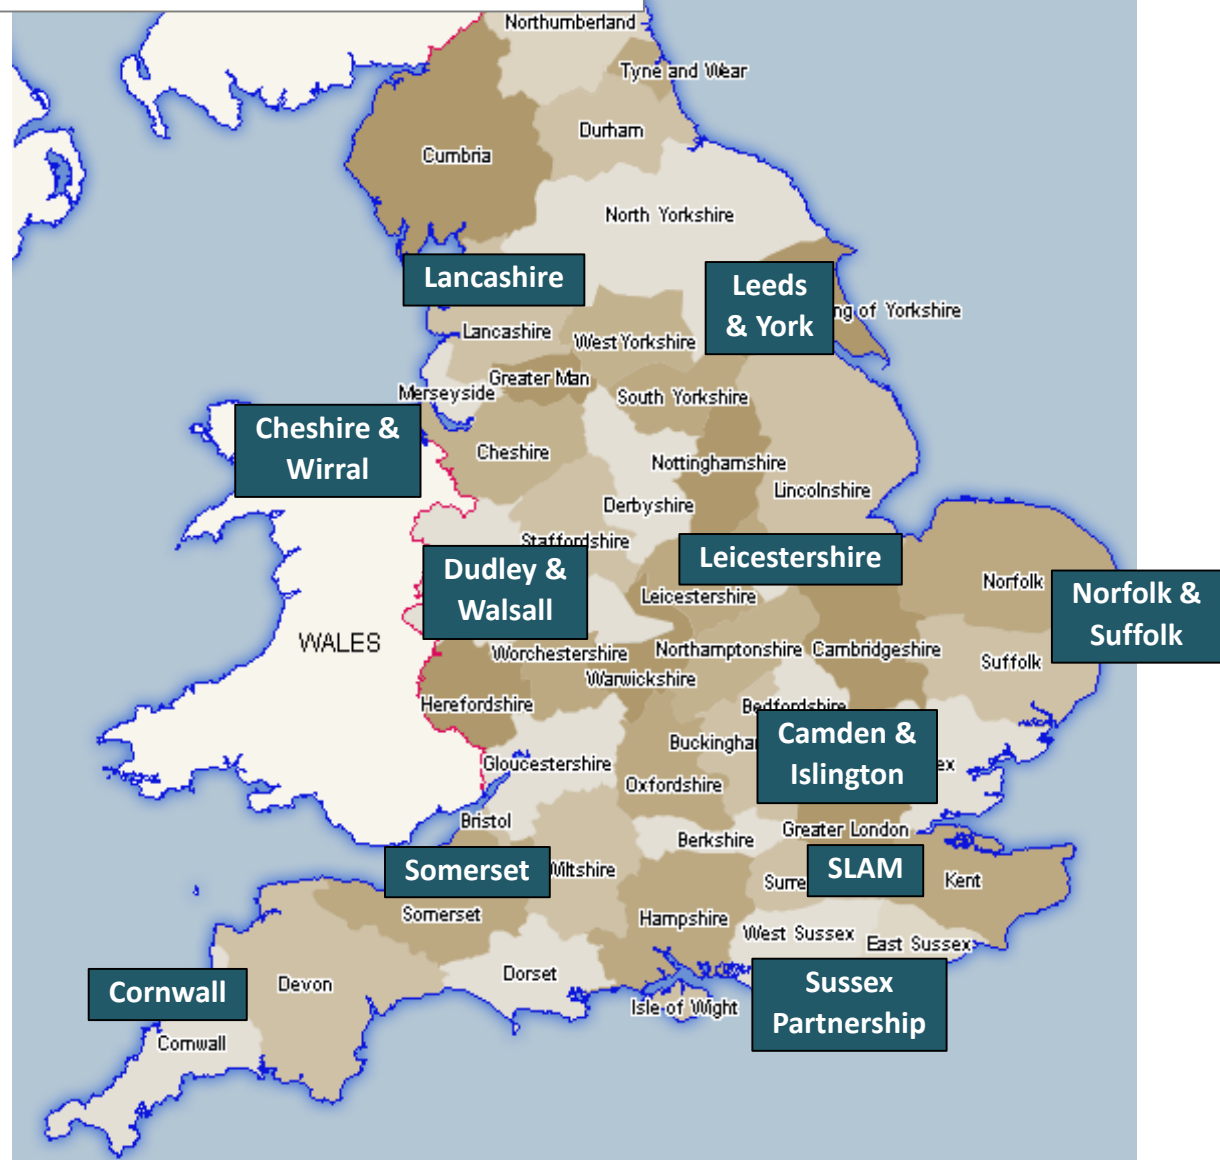 Northumberland
Tyne and Wear
Durham
Cumbria
North Yorkshire
Lancashire
Leeds
& York
ng of Yorkshire
Lancashire
West Yorkshire
Greater Man
Merseyside
South Yorkshire
Cheshire &
Wirral
Cheshire
Nottinghamshire
Lincolnshire
Derbyshire
Staffordshire
Leicestershire
Dudley &
Walsall
Norfolk
Norfolk &
Suffolk
Leicestershire
WALES
Worchestershire
Northamptonshire
Cambridgeshire
Suffolk
Warwickshire
Herefordshire
Bedfordshire
Camden &
Islington
Buckingha
ex
Gloucestershire
Oxfordshire
Bristol
Berkshire
Greater London
Somerset
Wiltshire
SLAM
Surre
Kent
Somerset
Hampshire
West Sussex
East Sussex
Cornwall
Devon
Dorset
Sussex
Partnership
Isle of Wight
Cornwall